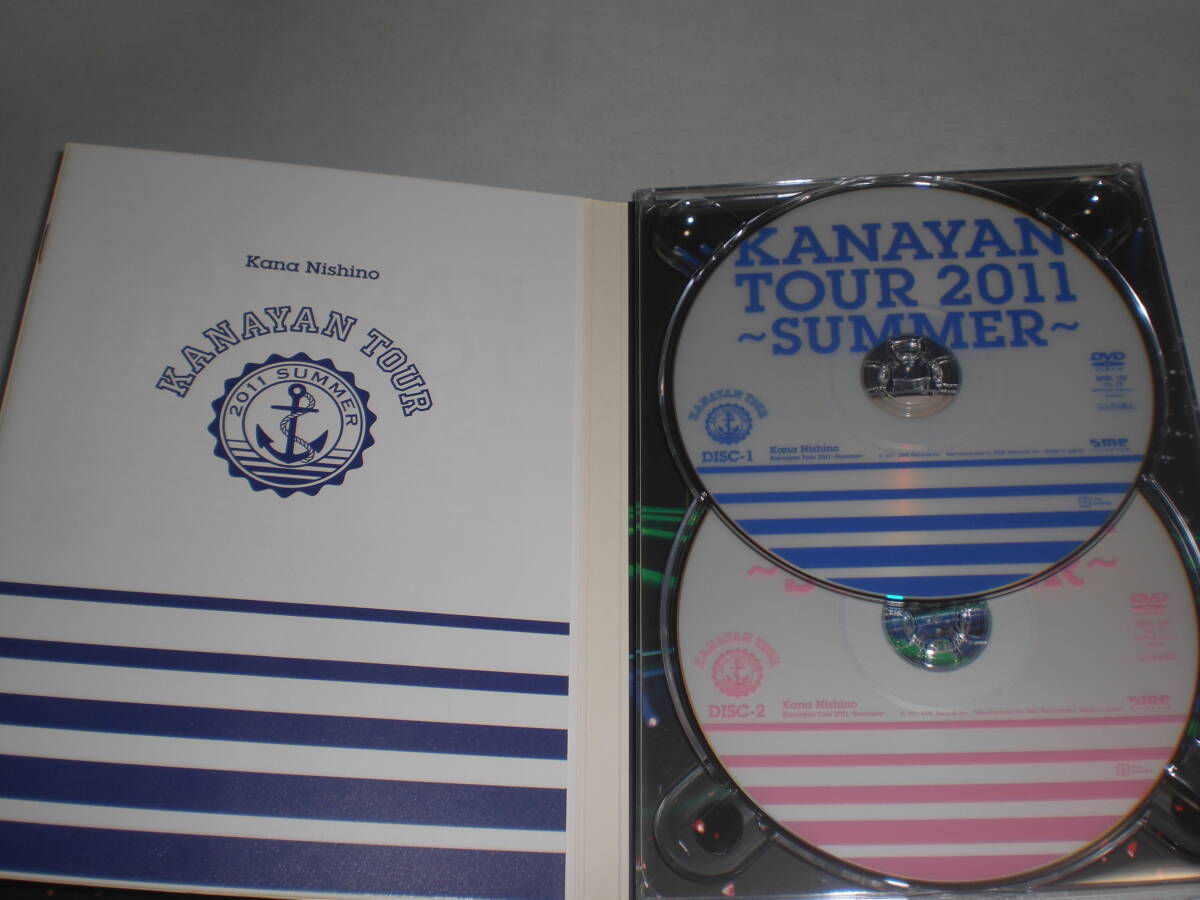 Kana Nishino
KANAYAN TOUR
2011 SUMMER
KANAYAN
TOUR 2011
~SUMMER~
DVD
VIDEO
KANAYAN TOUR
DISC-1
Kana Nishino
Kanayan Tour 2011 ~Summer~
sme
DVD
KANAYAN TOUR
DISC-2
Kana Nishino
Kanayan Tour 2011 ~Summer~
sme